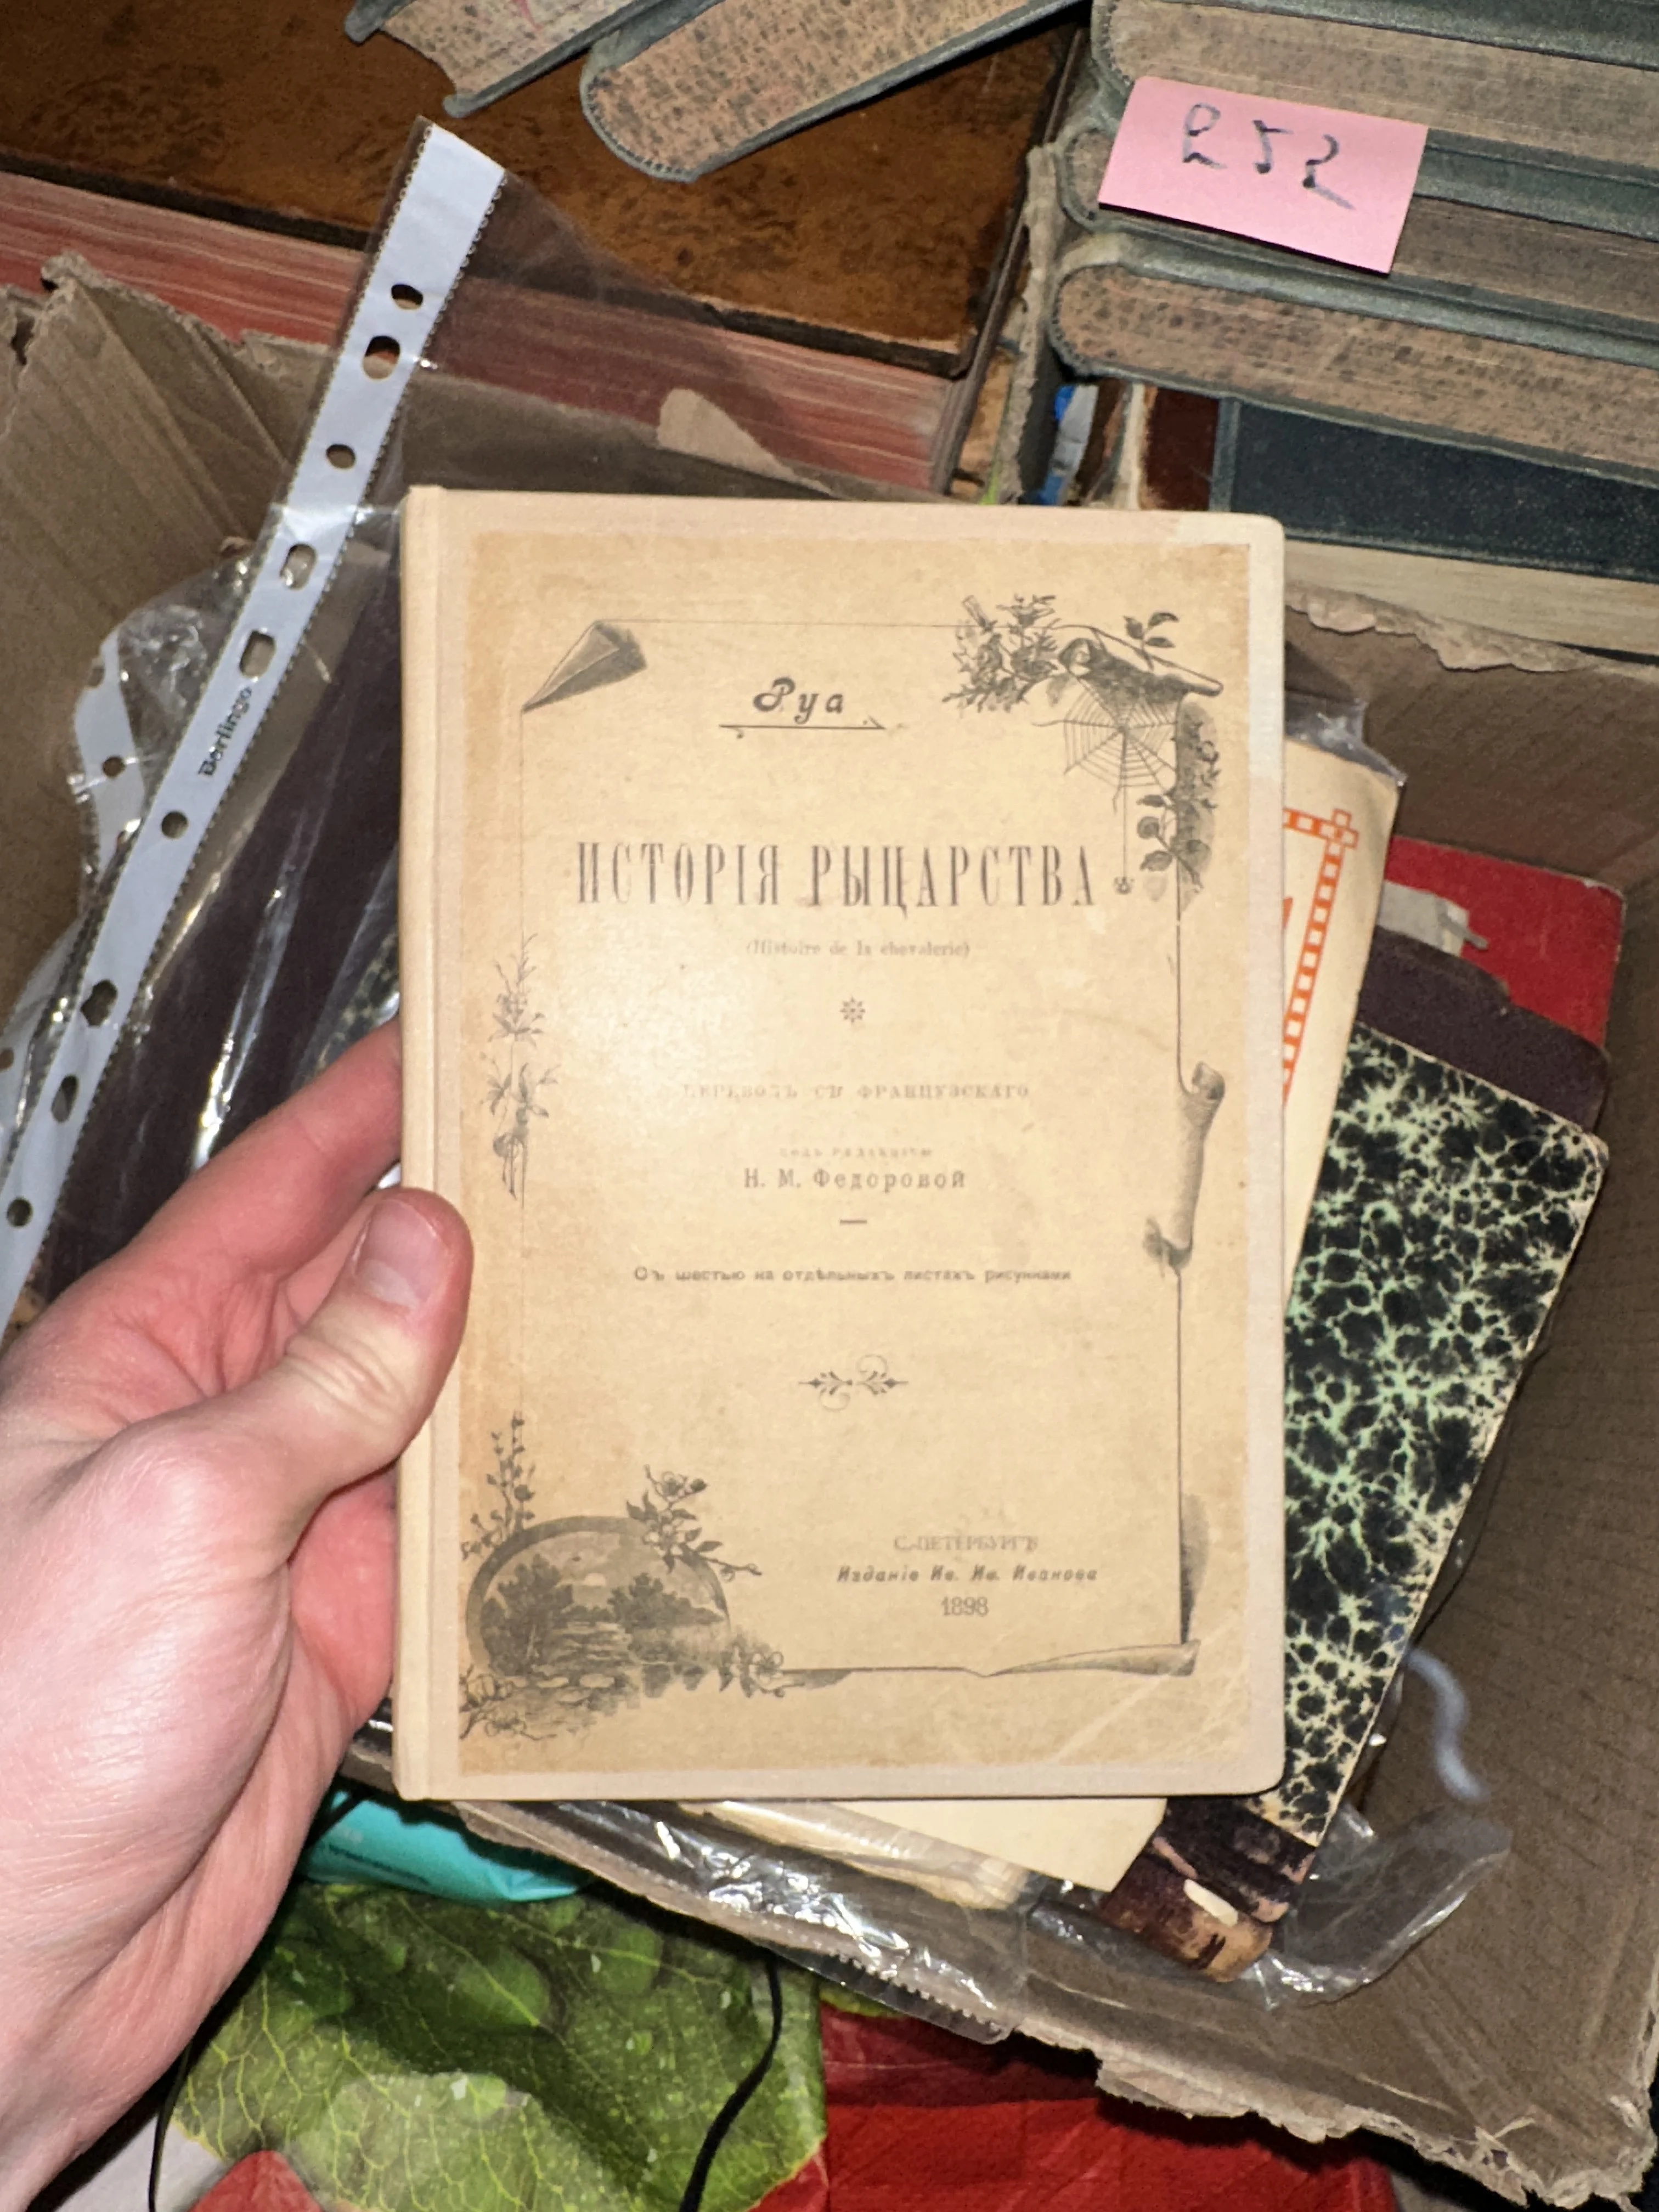 252
Berlingo
Руа
ИСТОРІЯ РЫЦАРСТВА
(Histoire de la chevalerie)
ПЕРЕВОДЪ СЪ ФРАНЦУЗСКАГО
подъ редакціею
Н. М. Федоровой
Съ шестью на отдѣльныхъ листахъ рисунками
С.-ПЕТЕРБУРГЪ
Изданіе Ив. Ив. Иванова
1898